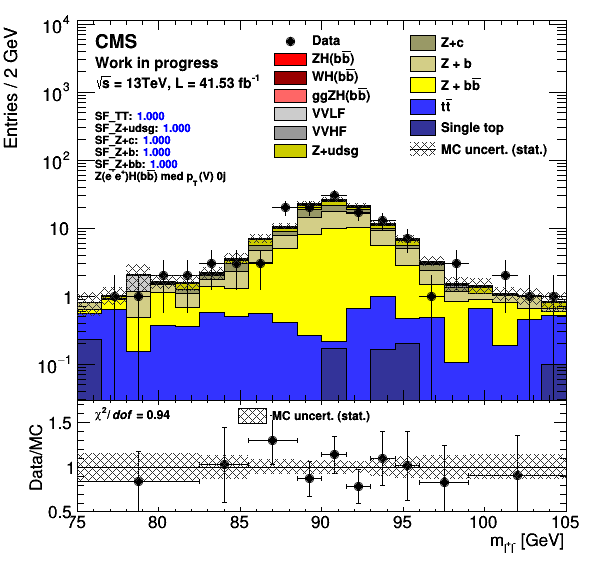 Entries / 2 GeV
10⁴
10³
10²
10
1
10⁻¹
CMS
Work in progress
√s = 13TeV, L = 41.53 fb⁻¹
SF_TT: 1.000
SF_Z+udsg: 1.000
SF_Z+c: 1.000
SF_Z+b: 1.000
SF_Z+bb: 1.000
Z(e⁺e⁺)H(bb̅) med p_T(V) 0j
Data
ZH(bb̅)
WH(bb̅)
ggZH(bb̅)
VVLF
VVHF
Z+udsg
Z+c
Z + b
Z + bb̅
tt̅
Single top
MC uncert. (stat.)
Data/MC
1.5
1
0.5
χ²/dof = 0.94
MC uncert. (stat.)
75 80 85 90 95 100 105